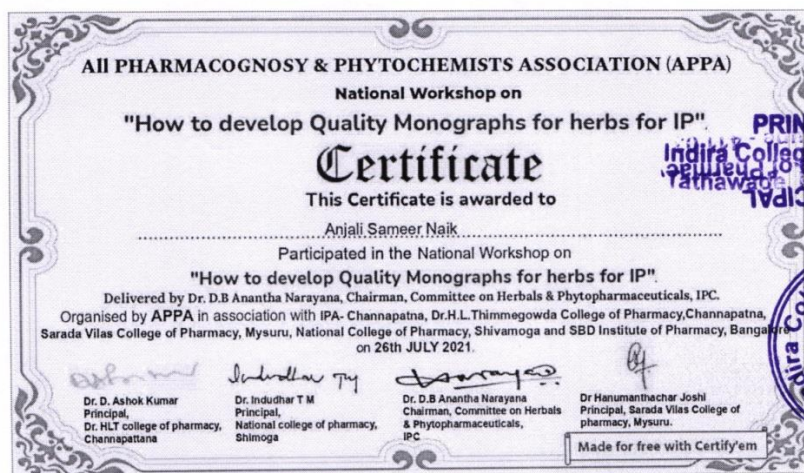 All PHARMACOGNOSY & PHYTOCHEMISTS ASSOCIATION (APPA)
National Workshop on
"How to develop Quality Monographs for herbs for IP".
PRIN
Indira Colleg
Tathawade
CIPAL
Certificate
This Certificate is awarded to
Anjali Sameer Naik
Participated in the National Workshop on
"How to develop Quality Monographs for herbs for IP".
Delivered by Dr. D.B Anantha Narayana, Chairman, Committee on Herbals & Phytopharmaceuticals, IPC.
Organised by APPA in association with IPA- Channapatna, Dr.H.L.Thimmegowda College of Pharmacy,Channapatna,
Sarada Vilas College of Pharmacy, Mysuru, National College of Pharmacy, Shivamoga and SBD Institute of Pharmacy, Bangalore
on 26th JULY 2021.
Dr. D. Ashok Kumar
Principal,
Dr. HLT college of pharmacy,
Channapattana
Dr. Indudhar T M
Principal,
National college of pharmacy,
Shimoga
Dr. D.B Anantha Narayana
Chairman, Committee on Herbals
& Phytopharmaceuticals,
IPC
Dr Hanumanthachar Joshi
Principal, Sarada Vilas College of
pharmacy, Mysuru.
Made for free with Certify'em
dira Co